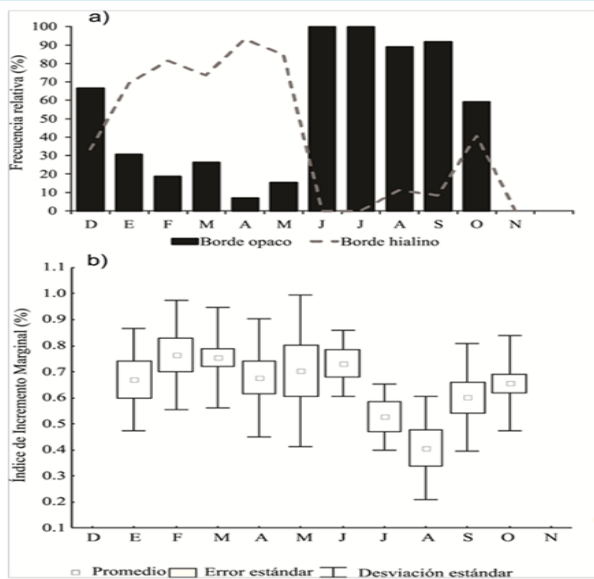 a)
Frecuencia relativa (%)
100
90
80
70
60
50
40
30
20
10
0
D E F M A M J J A S O N
Borde opaco Borde hialino
b)
Índice de Incremento Marginal (%)
1.1
1.0
0.9
0.8
0.7
0.6
0.5
0.4
0.3
0.2
0.1
D E F M A M J J A S O N
Promedio Error estándar Desviación estándar